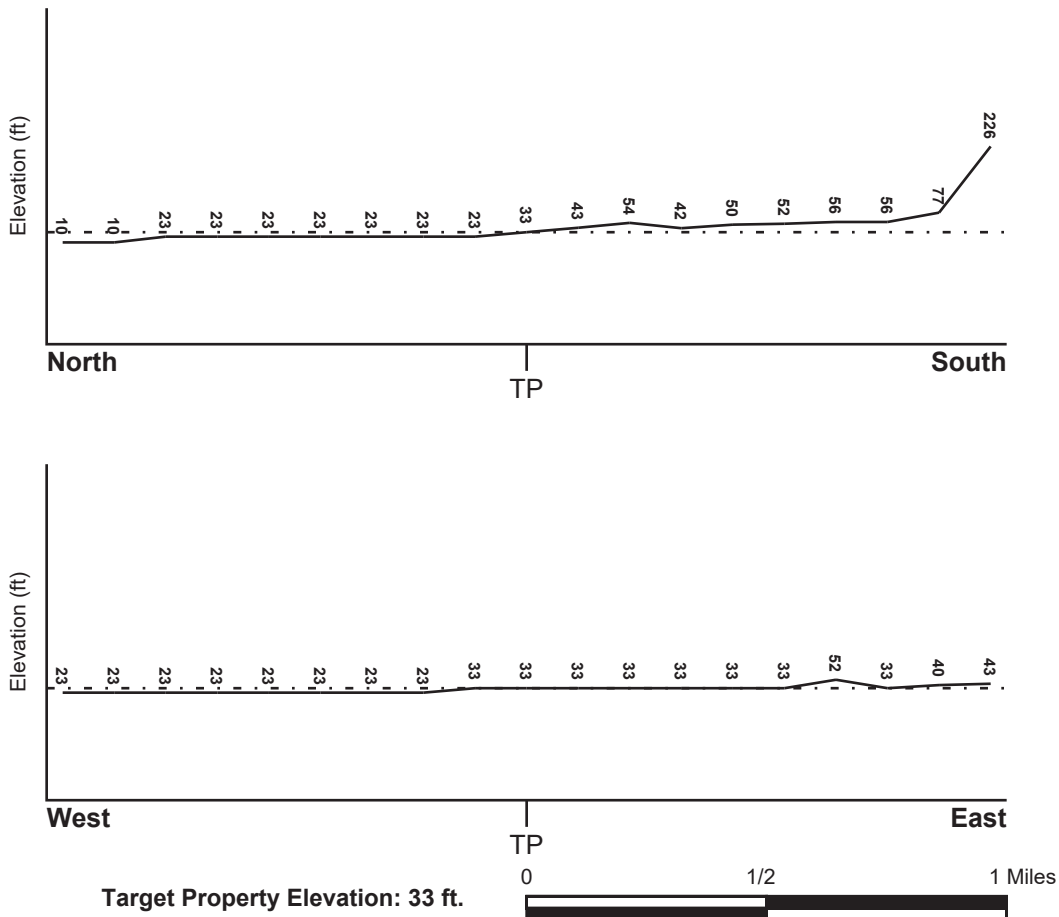 Elevation (ft)
10 10 23 23 23 23 23 23 23 33 43 54 42 50 52 56 56 77 226
North South
TP
Elevation (ft)
23 23 23 23 23 23 23 23 33 33 33 33 33 33 33 52 33 40 43
West East
TP
Target Property Elevation: 33 ft.
0 1/2 1 Miles